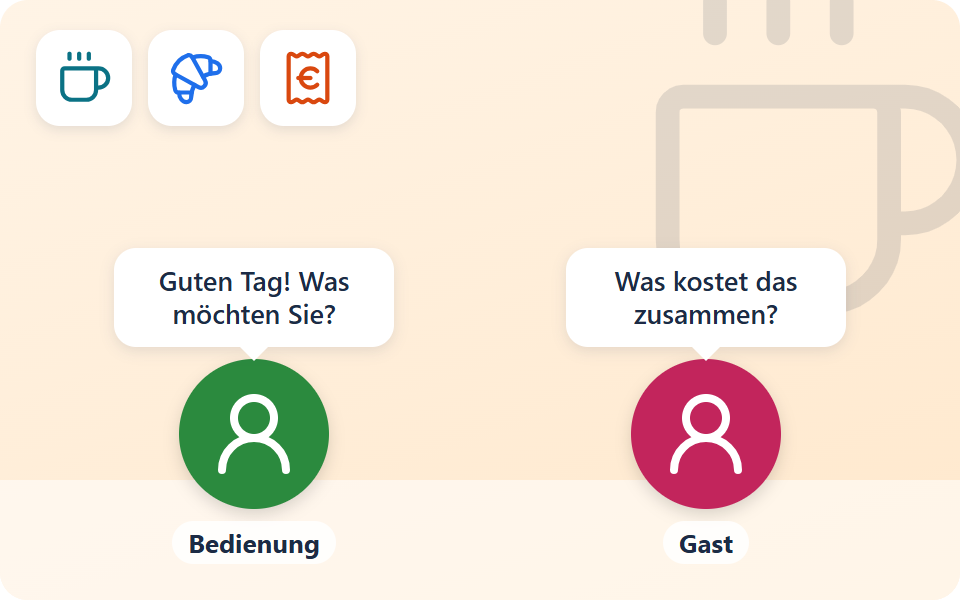 Guten Tag! Was
möchten Sie?
Was kostet das
zusammen?
Bedienung
Gast